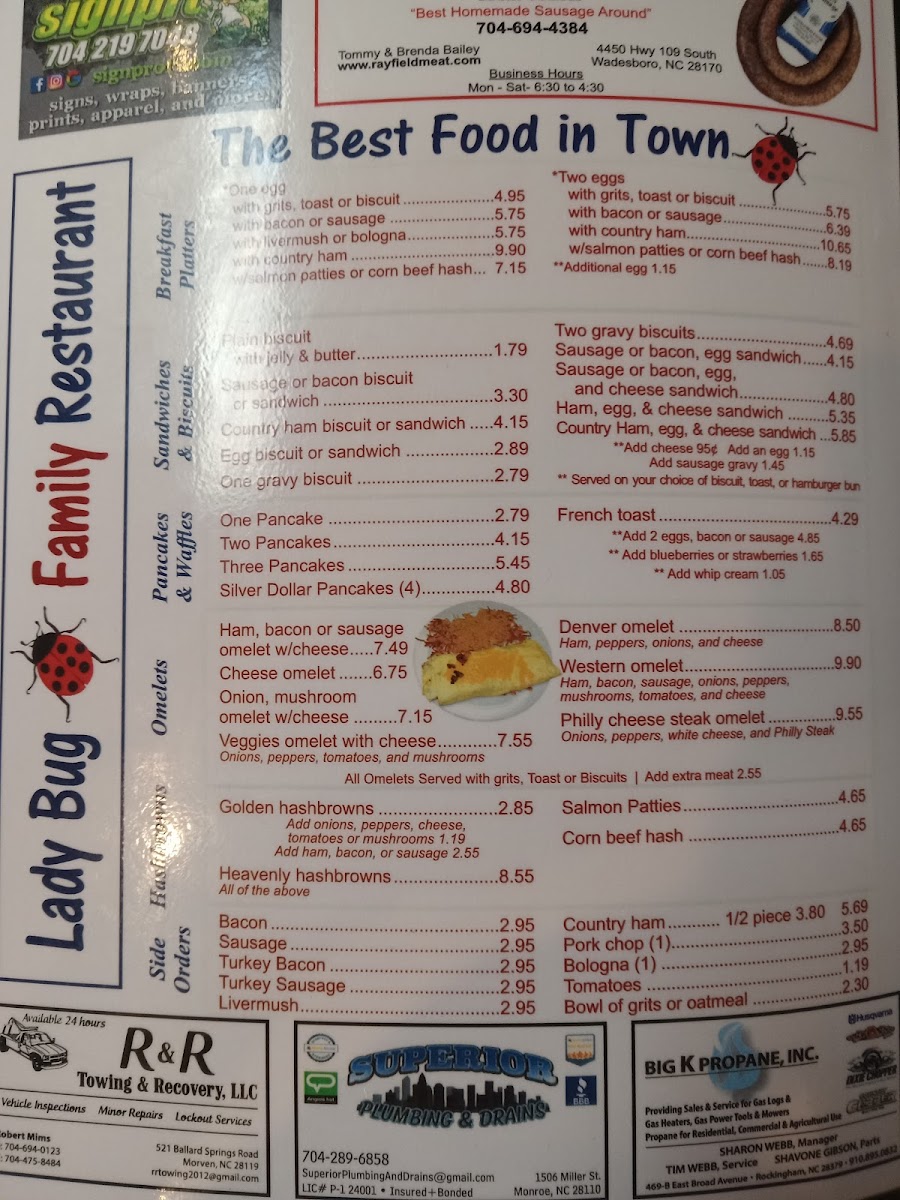 704 219 7048
signs, wraps, banners,
prints, apparel, and more
"Best Homemade Sausage Around"
704-694-4384
Tommy & Brenda Bailey
www.rayfieldmeat.com
4450 Hwy 109 South
Wadesboro, NC 28170
Business Hours
Mon - Sat- 6:30 to 4:30
The Best Food in Town
Lady Bug Family Restaurant
Breakfast
Platters
*One egg
with grits, toast or biscuit ....4.95
with bacon or sausage ....5.75
with livermush or bologna....5.75
with country ham ....9.90
w/salmon patties or corn beef hash... 7.15
*Two eggs
with grits, toast or biscuit ....5.75
with bacon or sausage....6.39
with country ham....10.65
w/salmon patties or corn beef hash....8.19
**Additional egg 1.15
Sandwiches
& Biscuits
Plain biscuit
with jelly & butter....1.79
Sausage or bacon biscuit
or sandwich ....3.30
Country ham biscuit or sandwich .....4.15
Egg biscuit or sandwich ....2.89
One gravy biscuit ....2.79
Two gravy biscuits....4.69
Sausage or bacon, egg sandwich....4.15
Sausage or bacon, egg,
and cheese sandwich....4.80
Ham, egg, & cheese sandwich ....5.35
Country Ham, egg, & cheese sandwich ...5.85
**Add cheese 95¢ Add an egg 1.15
Add sausage gravy 1.45
** Served on your choice of biscuit, toast, or hamburger bun
Pancakes
& Waffles
One Pancake ....2.79
Two Pancakes....4.15
Three Pancakes....5.45
Silver Dollar Pancakes (4)....4.80
French toast....4.29
**Add 2 eggs, bacon or sausage 4.85
** Add blueberries or strawberries 1.65
** Add whip cream 1.05
Omelets
Ham, bacon or sausage
omelet w/cheese.....7.49
Cheese omelet .......6.75
Onion, mushroom
omelet w/cheese .........7.15
Veggies omelet with cheese............7.55
Onions, peppers, tomatoes, and mushrooms
Denver omelet ....8.50
Ham, peppers, onions, and cheese
Western omelet....9.90
Ham, bacon, sausage, onions, peppers,
mushrooms, tomatoes, and cheese
Philly cheese steak omelet ....9.55
Onions, peppers, white cheese, and Philly Steak
All Omelets Served with grits, Toast or Biscuits | Add extra meat 2.55
Hashbrowns
Golden hashbrowns ....2.85
Add onions, peppers, cheese,
tomatoes or mushrooms 1.19
Add ham, bacon, or sausage 2.55
Heavenly hashbrowns....8.55
All of the above
Salmon Patties....4.65
Corn beef hash ....4.65
Side
Orders
Bacon....2.95
Sausage....2.95
Turkey Bacon ....2.95
Turkey Sausage ....2.95
Livermush....2.95
Country ham.......... 1/2 piece 3.80 5.69
Pork chop (1)....3.50
Bologna (1) ....2.95
Tomatoes ....1.19
Bowl of grits or oatmeal ....2.30
Available 24 hours
R & R
Towing & Recovery, LLC
Vehicle Inspections Minor Repairs Lockout Services
Robert Mims
704-694-0123
704-475-8484
521 Ballard Springs Road
Morven, NC 28119
rrtowing2012@gmail.com
SUPERIOR
PLUMBING & DRAINS
BBB
704-289-6858
SuperiorPlumbingAndDrains@gmail.com
LIC# P-1 24001 • Insured+Bonded
1506 Miller St.
Monroe, NC 28110
Husqvarna
BIG K PROPANE, INC.
Providing Sales & Service for Gas Logs &
Gas Heaters, Gas Power Tools & Mowers
Propane for Residential, Commercial & Agricultural Use
SHARON WEBB, Manager
TIM WEBB, Service SHAVONE GIBSON, Parts
469-B East Broad Avenue • Rockingham, NC 28379 • 910.895.0832